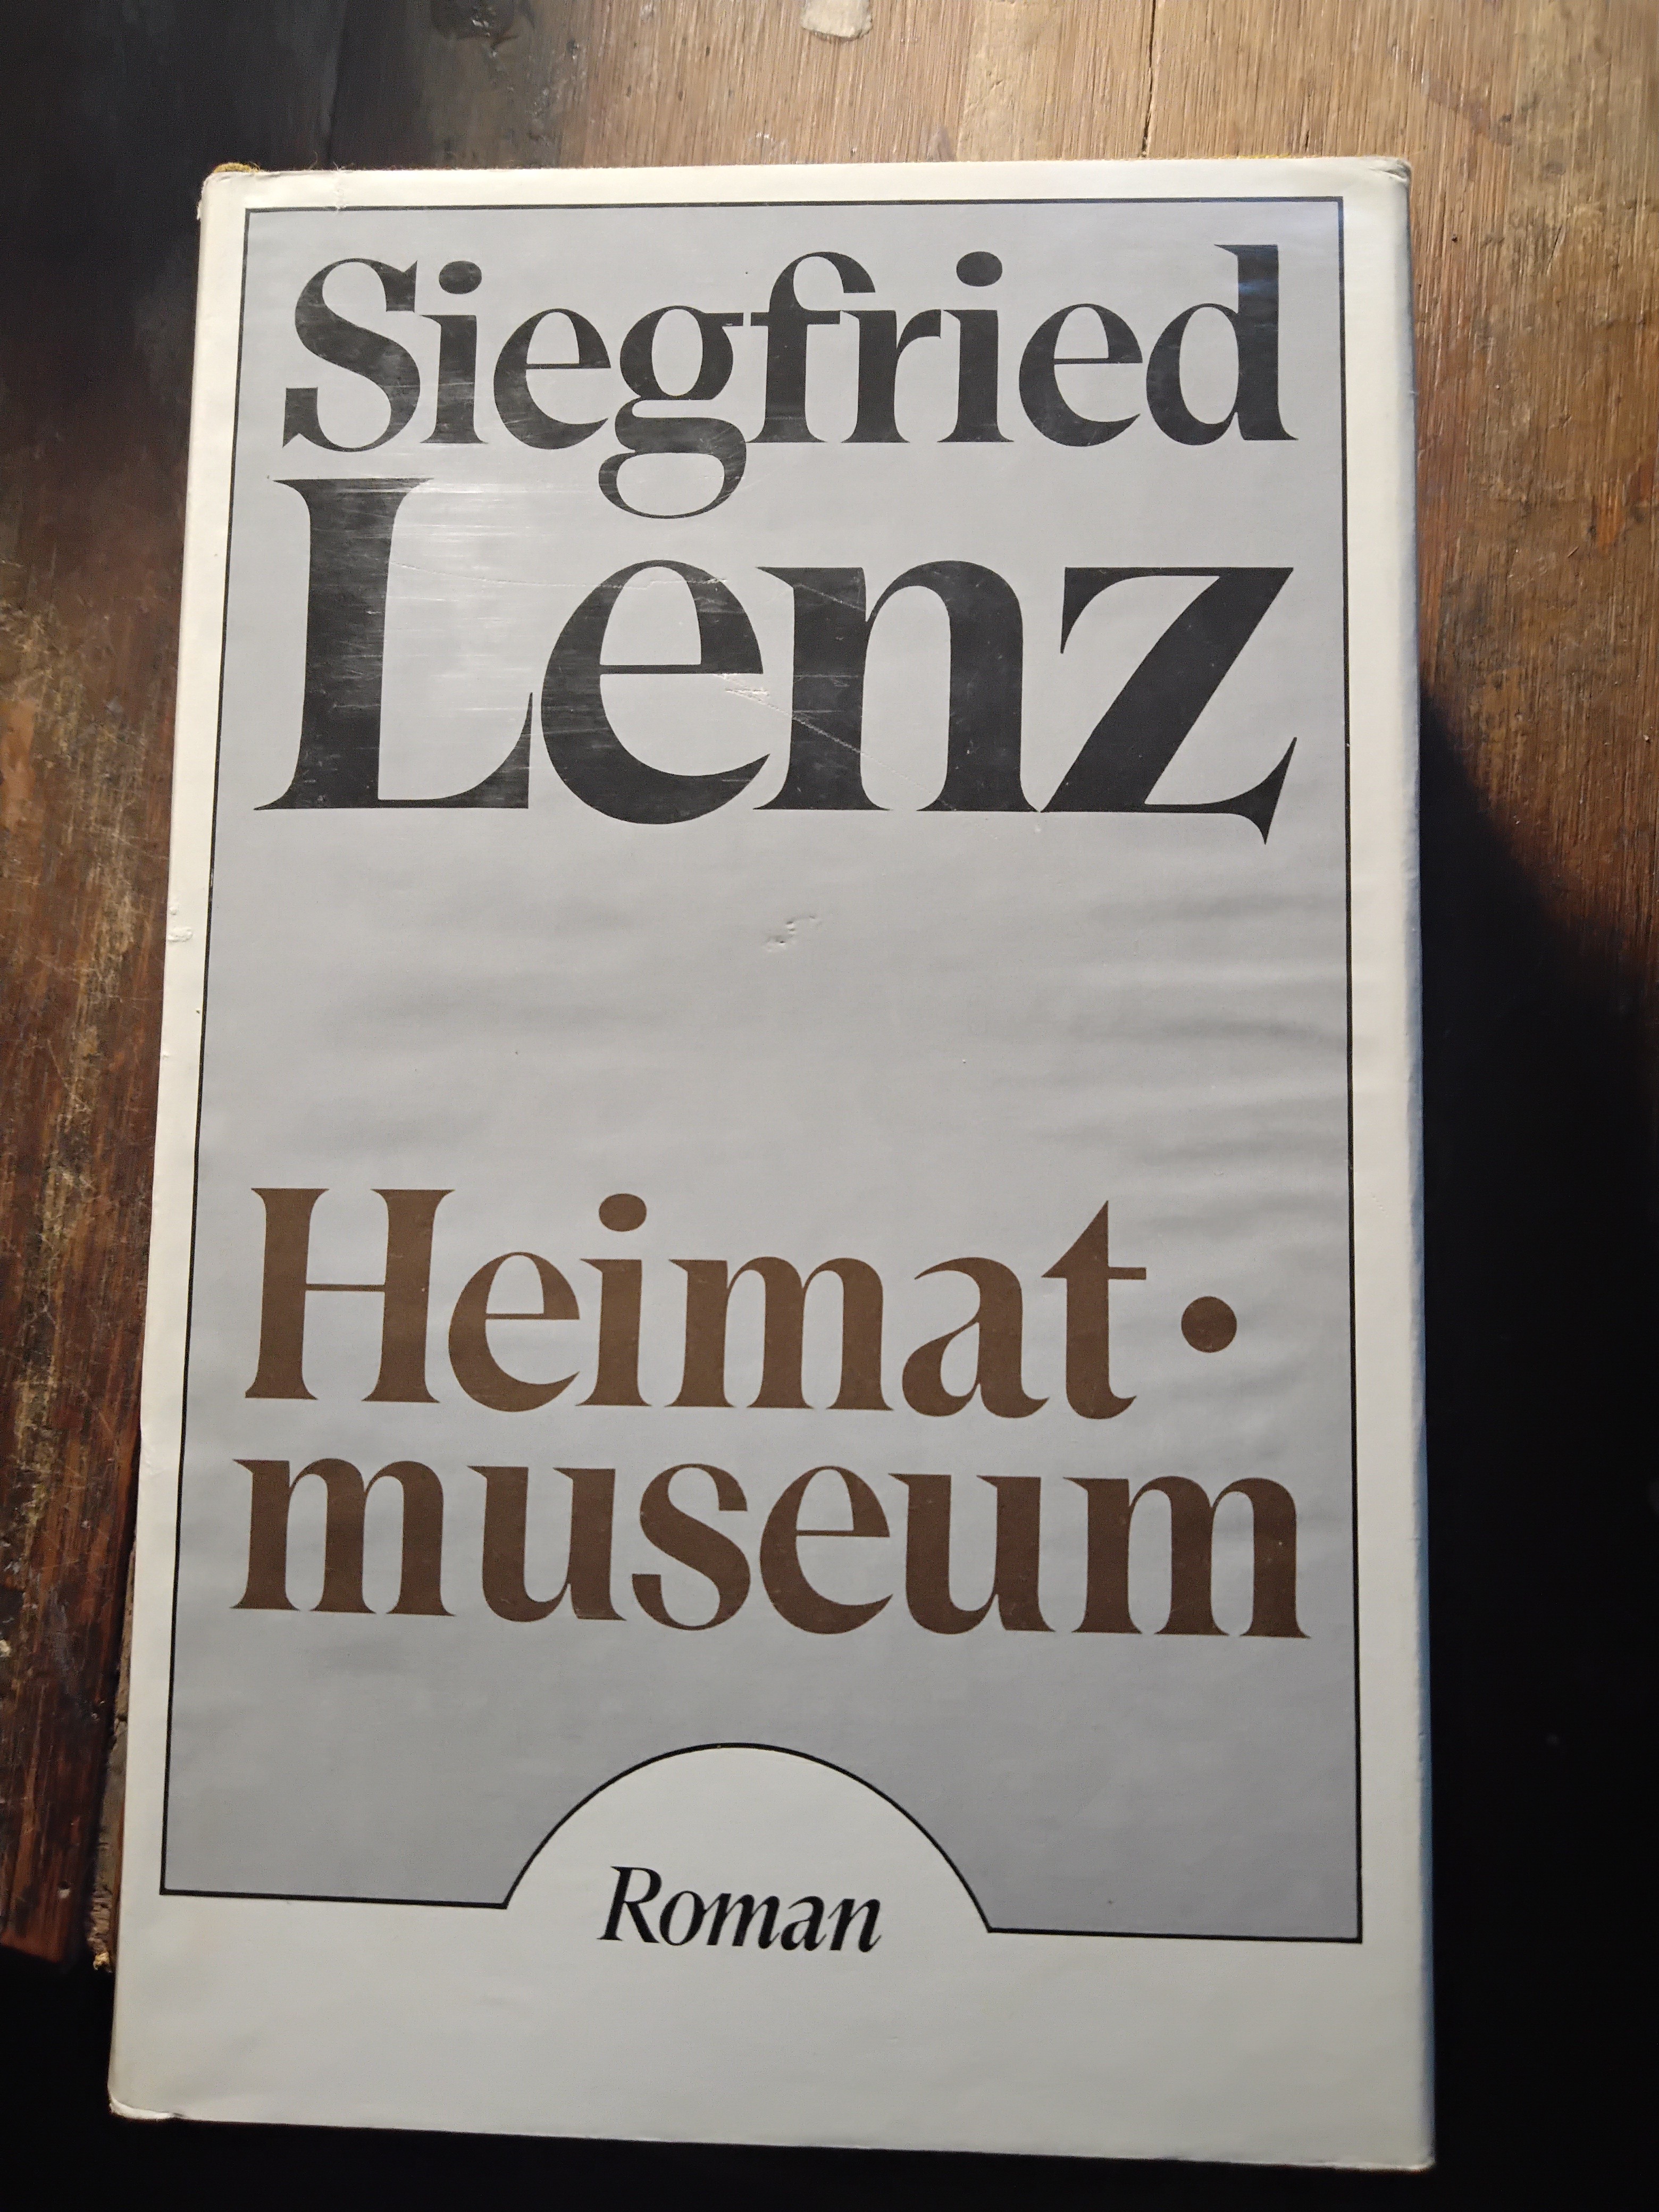 Siegfried
Lenz
Heimat·
museum
Roman